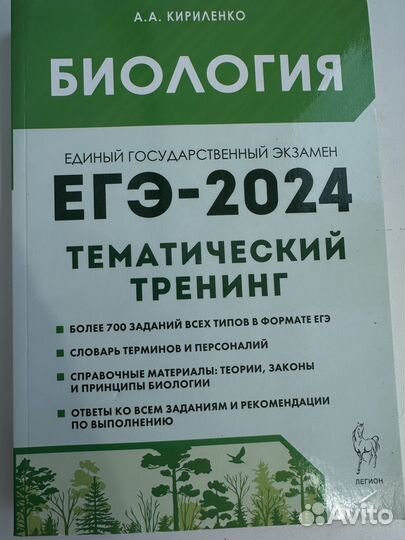 А.А. КИРИЛЕНКО
БИОЛОГИЯ
ЕДИНЫЙ ГОСУДАРСТВЕННЫЙ ЭКЗАМЕН
ЕГЭ-2024
ТЕМАТИЧЕСКИЙ
ТРЕНИНГ
БОЛЕЕ 700 ЗАДАНИЙ ВСЕХ ТИПОВ В ФОРМАТЕ ЕГЭ
СЛОВАРЬ ТЕРМИНОВ И ПЕРСОНАЛИЙ
СПРАВОЧНЫЕ МАТЕРИАЛЫ: ТЕОРИИ, ЗАКОНЫ
И ПРИНЦИПЫ БИОЛОГИИ
ОТВЕТЫ КО ВСЕМ ЗАДАНИЯМ И РЕКОМЕНДАЦИИ
ПО ВЫПОЛНЕНИЮ
ЛЕГИОН
Avito